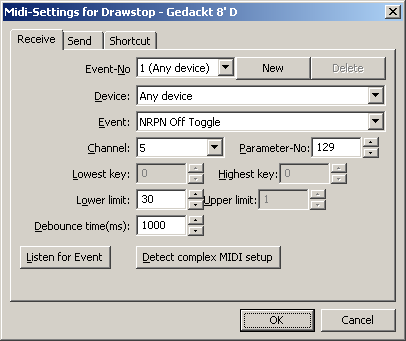 Midi-Settings for Drawstop - Gedackt 8' D
Receive Send Shortcut
Event-No 1 (Any device) New Delete
Device: Any device
Event: NRPN Off Toggle
Channel: 5 Parameter-No: 129
Lowest key: 0 Highest key: 0
Lower limit: 30 Upper limit: 1
Debounce time(ms): 1000
Listen for Event Detect complex MIDI setup
OK Cancel